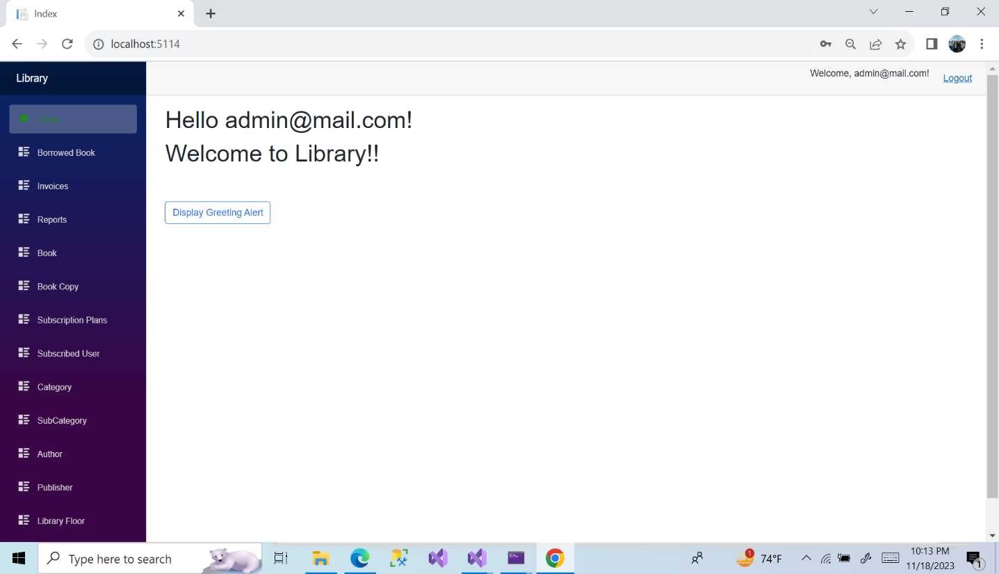 Index
localhost:5114
Library
Welcome, admin@mail.com!
Logout
Home
Hello admin@mail.com!
Welcome to Library!!
Display Greeting Alert
Borrowed Book
Invoices
Reports
Book
Book Copy
Subscription Plans
Subscribed User
Category
SubCategory
Author
Publisher
Library Floor
Type here to search
1
74°F
10:13 PM
11/18/2023
1